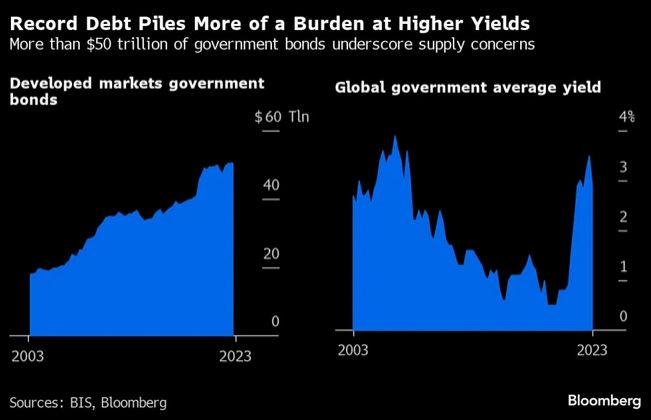 Record Debt Piles More of a Burden at Higher Yields
More than $50 trillion of government bonds underscore supply concerns
Developed markets government
bonds
$60 Tln
40
20
0
2003
2023
Global government average yield
4%
3
2
1
0
2003
2023
Sources: BIS, Bloomberg
Bloomberg